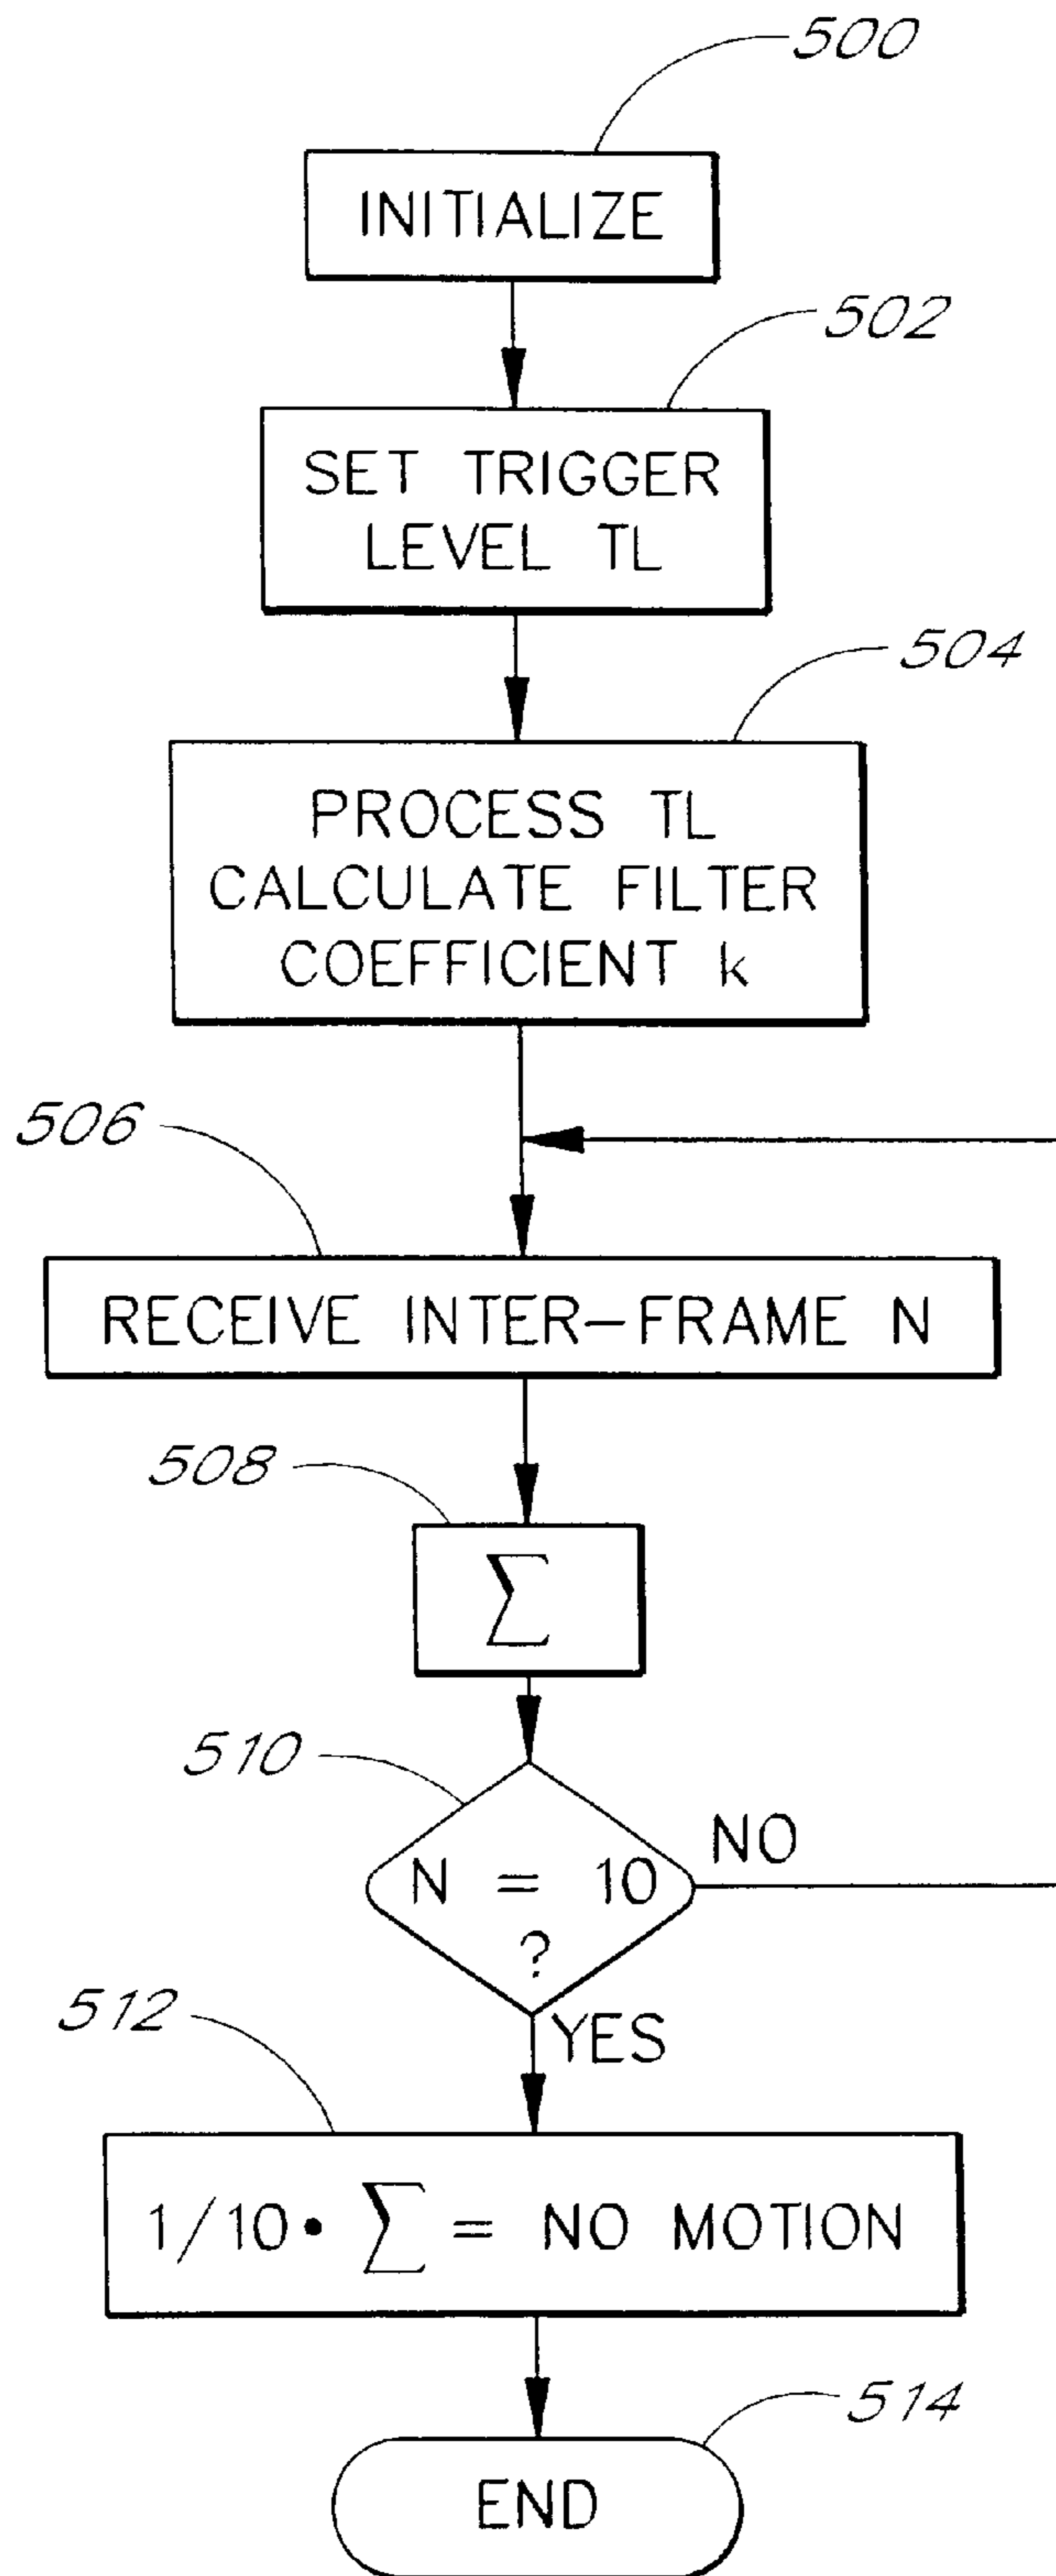 500
INITIALIZE
502
SET TRIGGER
LEVEL TL
504
PROCESS TL
CALCULATE FILTER
COEFFICIENT k
506
RECEIVE INTER-FRAME N
508
∑
510
N = 10
?
NO
YES
512
1/10• ∑ = NO MOTION
514
END